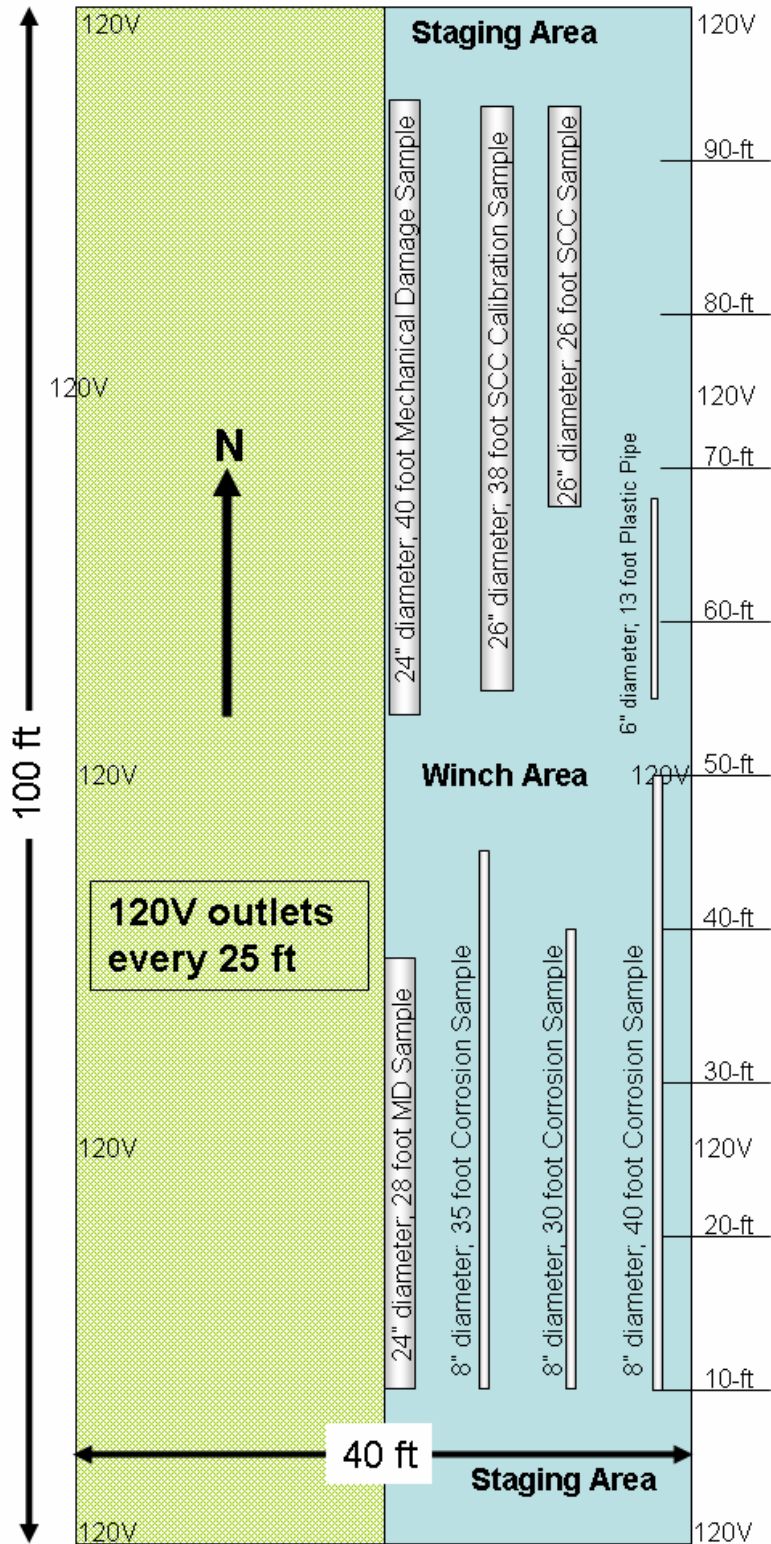 120V
Staging Area
120V
90-ft
24" diameter; 40 foot Mechanical Damage Sample
26" diameter; 38 foot SCC Calibration Sample
26" diameter; 26 foot SCC Sample
80-ft
120V
120V
N
70-ft
6" diameter; 13 foot Plastic Pipe
60-ft
100 ft
120V
Winch Area
120V
50-ft
120V outlets
every 25 ft
40-ft
24" diameter; 28 foot MD Sample
8" diameter; 35 foot Corrosion Sample
8" diameter; 30 foot Corrosion Sample
8" diameter; 40 foot Corrosion Sample
30-ft
120V
120V
20-ft
10-ft
40 ft
Staging Area
120V
120V